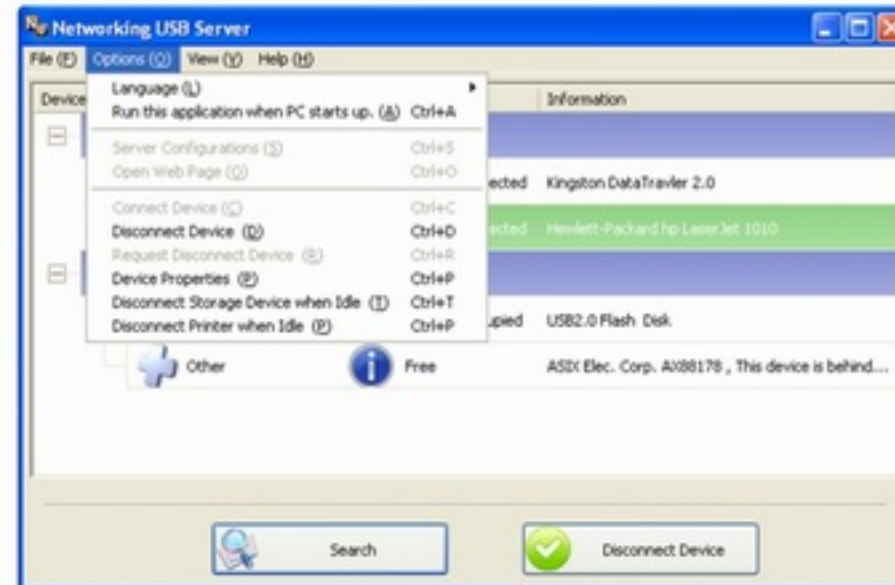 Networking USB Server
File (F) Options (O) View (V) Help (H)
Device Information
Language (L)
Run this application when PC starts up. (A) Ctrl+A
Server Configurations (S) Ctrl+S
Open Web Page (O) Ctrl+O
ected Kingston DataTravler 2.0
Connect Device (C) Ctrl+C
Disconnect Device (D) Ctrl+D ected Hewlett-Packard hp LaserJet 1010
Request Disconnect Device (R) Ctrl+R
Device Properties (P) Ctrl+P
Disconnect Storage Device when Idle (T) Ctrl+T
Disconnect Printer when Idle (P) Ctrl+P upied USB2.0 Flash Disk
Other Free ASIX Elec. Corp. AX88178 , This device is behind....
Search Disconnect Device